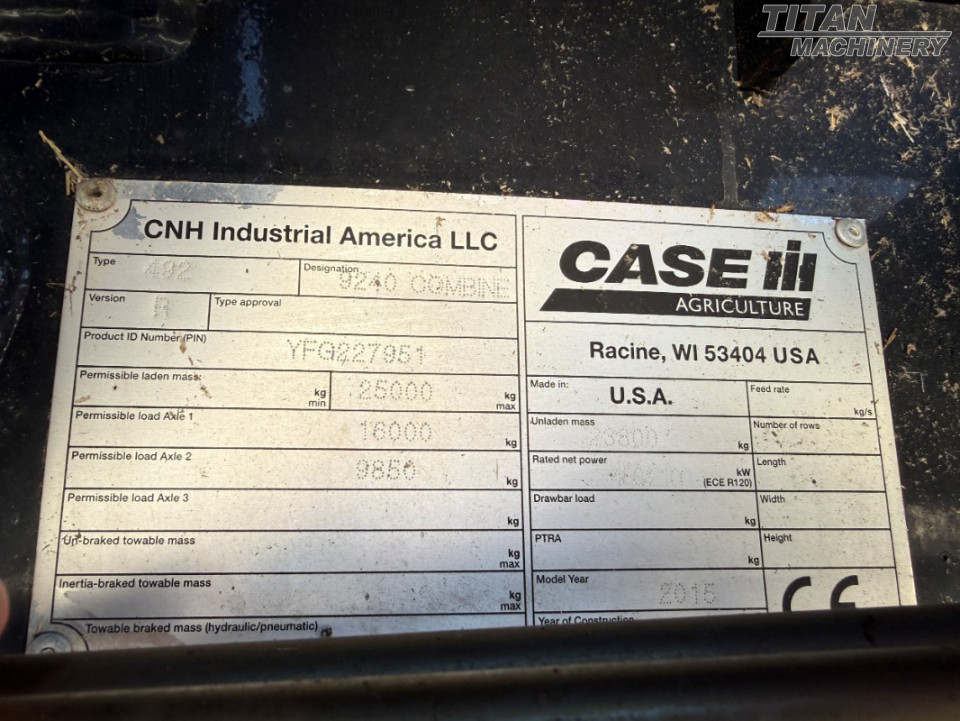 TITAN
MACHINERY
CNH Industrial America LLC
Type 492
Designation 9240 COMBINE
Version
Type approval
Product ID Number (PIN) YFG227951
Permissible laden mass: kg min 25000 kg max
Permissible load Axle 1 16000 kg
Permissible load Axle 2 9850 kg
Permissible load Axle 3 kg
Un-braked towable mass kg max
Inertia-braked towable mass kg max
Towable braked mass (hydraulic/pneumatic)
CASE IH
AGRICULTURE
Racine, WI 53404 USA
Made in: U.S.A.
Feed rate kg/s
Unladen mass kg
Number of rows
Rated net power kW (ECE R120)
Length
Drawbar load kg
Width
PTRA kg
Height
Model Year 2015
CE
Year of Construction